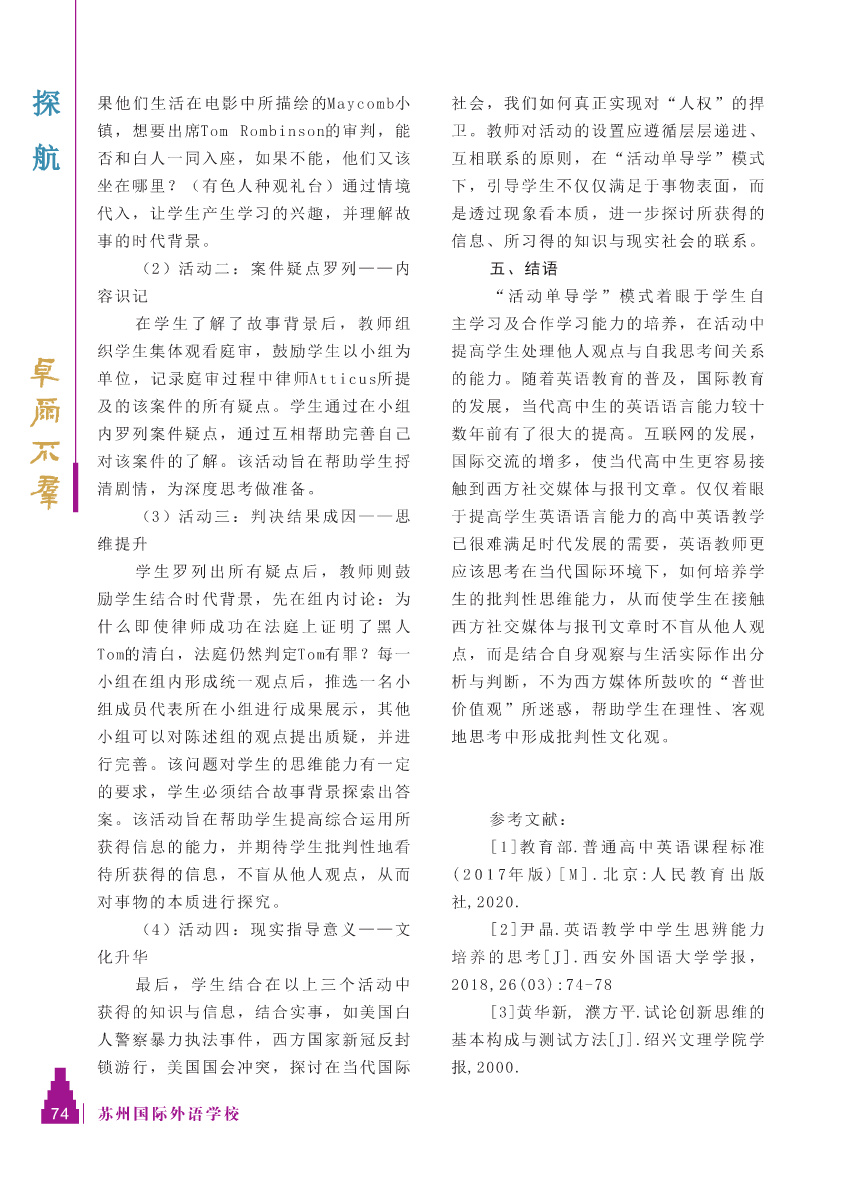 探
航
卓
尔
不
群
果他们生活在电影中所描绘的Maycomb小
镇，想要出席Tom Rombinson的审判，能
否和白人一同入座，如果不能，他们又该
坐在哪里？（有色人种观礼台）通过情境
代入，让学生产生学习的兴趣，并理解故
事的时代背景。
（2）活动二：案件疑点罗列——内
容识记
在学生了解了故事背景后，教师组
织学生集体观看庭审，鼓励学生以小组为
单位，记录庭审过程中律师Atticus所提
及的该案件的所有疑点。学生通过在小组
内罗列案件疑点，通过互相帮助完善自己
对该案件的了解。该活动旨在帮助学生捋
清剧情，为深度思考做准备。
（3）活动三：判决结果成因——思
维提升
学生罗列出所有疑点后，教师则鼓
励学生结合时代背景，先在组内讨论：为
什么即使律师成功在法庭上证明了黑人
Tom的清白，法庭仍然判定Tom有罪？每一
小组在组内形成统一观点后，推选一名小
组成员代表所在小组进行成果展示，其他
小组可以对陈述组的观点提出质疑，并进
行完善。该问题对学生的思维能力有一定
的要求，学生必须结合故事背景探索出答
案。该活动旨在帮助学生提高综合运用所
获得信息的能力，并期待学生批判性地看
待所获得的信息，不盲从他人观点，从而
对事物的本质进行探究。
（4）活动四：现实指导意义——文
化升华
最后，学生结合在以上三个活动中
获得的知识与信息，结合实事，如美国白
人警察暴力执法事件，西方国家新冠反封
锁游行，美国国会冲突，探讨在当代国际
社会，我们如何真正实现对“人权”的捍
卫。教师对活动的设置应遵循层层递进、
互相联系的原则，在“活动单导学”模式
下，引导学生不仅仅满足于事物表面，而
是透过现象看本质，进一步探讨所获得的
信息、所习得的知识与现实社会的联系。
五、结语
“活动单导学”模式着眼于学生自
主学习及合作学习能力的培养，在活动中
提高学生处理他人观点与自我思考间关系
的能力。随着英语教育的普及，国际教育
的发展，当代高中生的英语语言能力较十
数年前有了很大的提高。互联网的发展，
国际交流的增多，使当代高中生更容易接
触到西方社交媒体与报刊文章。仅仅着眼
于提高学生英语语言能力的高中英语教学
已很难满足时代发展的需要，英语教师更
应该思考在当代国际环境下，如何培养学
生的批判性思维能力，从而使学生在接触
西方社交媒体与报刊文章时不盲从他人观
点，而是结合自身观察与生活实际作出分
析与判断，不为西方媒体所鼓吹的“普世
价值观”所迷惑，帮助学生在理性、客观
地思考中形成批判性文化观。
参考文献：
[1]教育部.普通高中英语课程标准
(2017年版)[M].北京:人民教育出版
社,2020.
[2]尹晶.英语教学中学生思辨能力
培养的思考[J].西安外国语大学学报，
2018,26(03):74-78
[3]黄华新, 濮方平.试论创新思维的
基本构成与测试方法[J].绍兴文理学院学
报,2000.
74 苏州国际外语学校